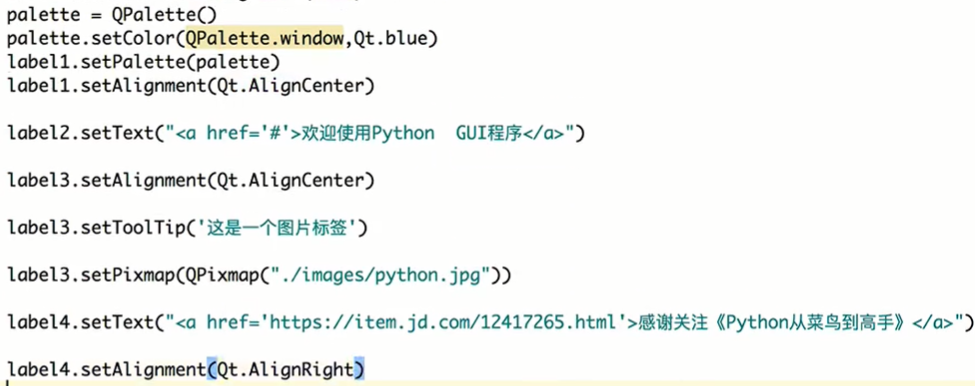 palette = QPalette()
palette.setColor(QPalette.window,Qt.blue)
label1.setPalette(palette)
label1.setAlignment(Qt.AlignCenter)
label2.setText("<a href='#'>欢迎使用Python  GUI程序</a>")
label3.setAlignment(Qt.AlignCenter)
label3.setToolTip('这是一个图片标签')
label3.setPixmap(QPixmap("./images/python.jpg"))
label4.setText("<a href='https://item.jd.com/12417265.html'>感谢关注《Python从菜鸟到高手》</a>")
label4.setAlignment(Qt.AlignRight)